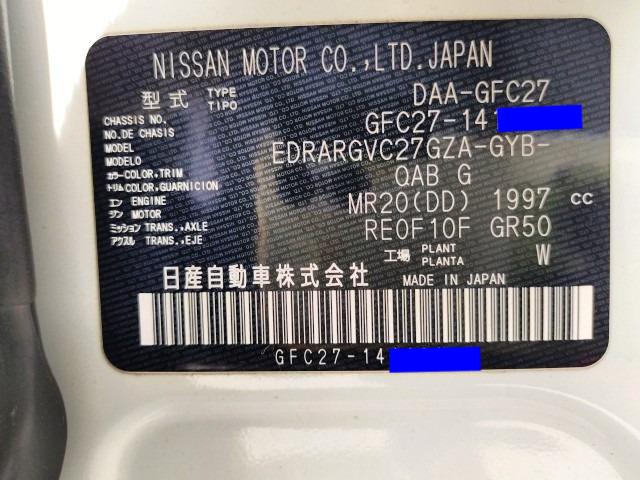 NISSAN MOTOR CO.,LTD.JAPAN
型式 TYPE TIPO DAA-GFC27
CHASSIS NO. NO.DE CHASIS GFC27-14
MODEL MODELO EDRARGVC27GZA-GYB-
カラー COLOR,TRIM トリム COLOR,GUARNICION QAB G
エン ENGINE ジン MOTOR MR20(DD) 1997 cc
ミッション TRANS.,AXLE アクスル TRANS.,EJE RE0F10F GR50
工場 PLANT PLANTA W
日産自動車株式会社 MADE IN JAPAN
GFC27-14